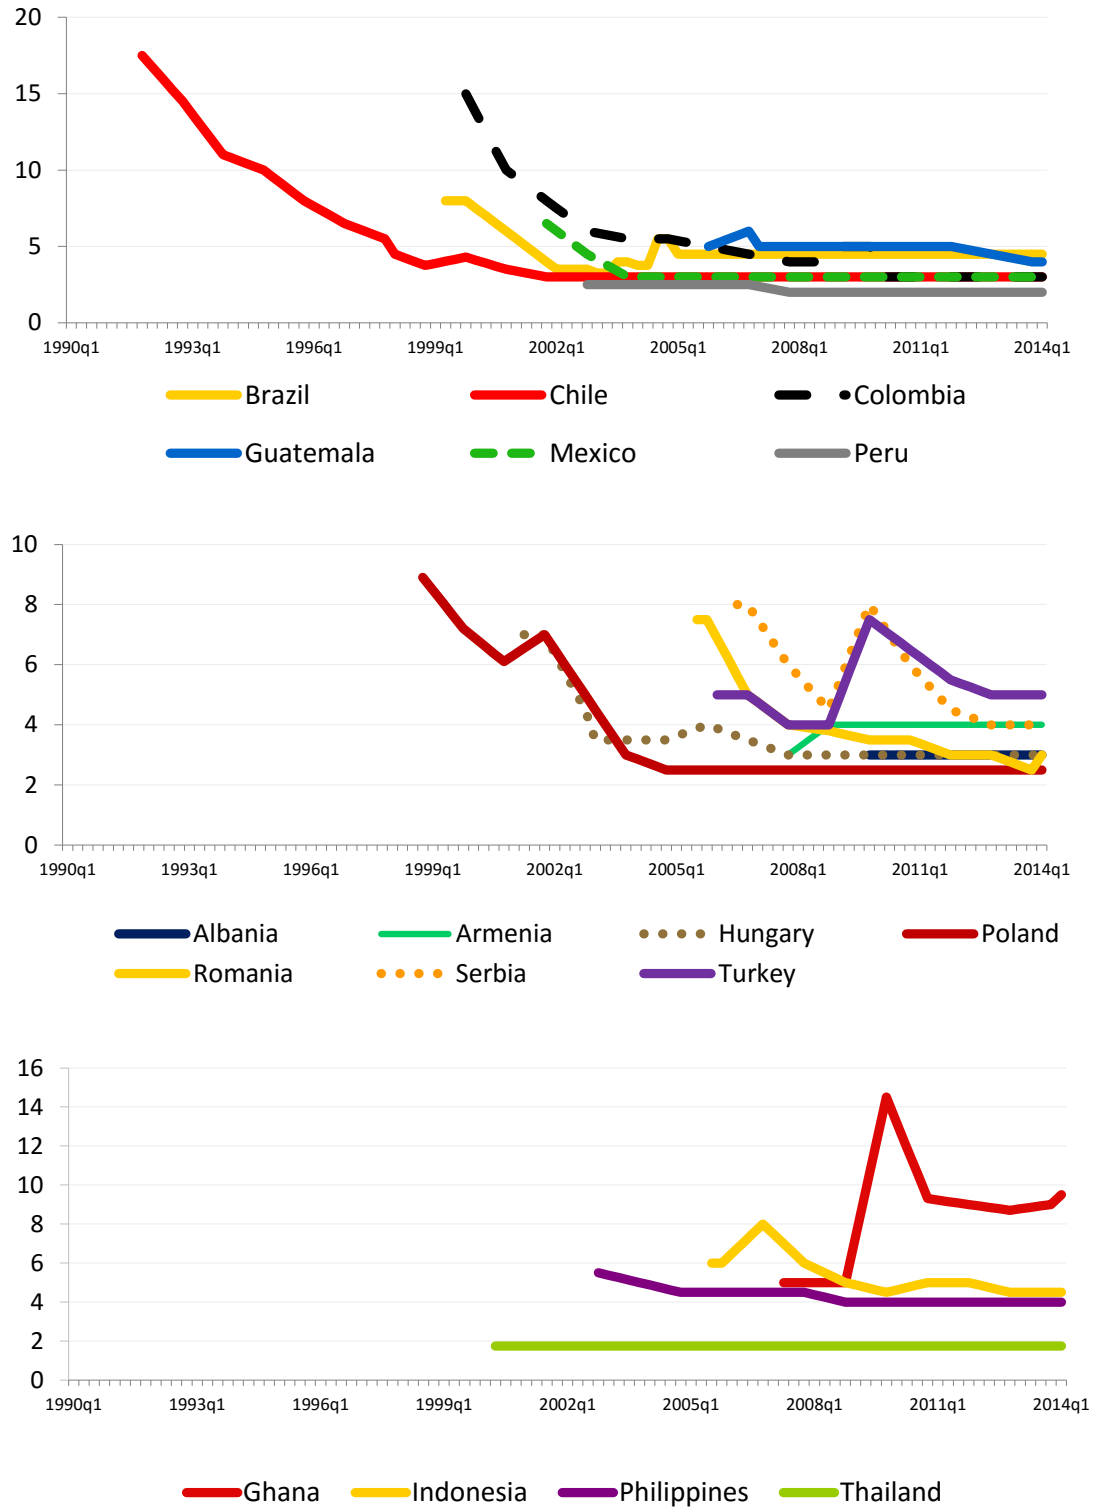 20
15
10
5
0
1990q1 1993q1 1996q1 1999q1 2002q1 2005q1 2008q1 2011q1 2014q1
Brazil Chile Colombia
Guatemala Mexico Peru
10
8
6
4
2
0
1990q1 1993q1 1996q1 1999q1 2002q1 2005q1 2008q1 2011q1 2014q1
Albania Armenia Hungary Poland
Romania Serbia Turkey
16
14
12
10
8
6
4
2
0
1990q1 1993q1 1996q1 1999q1 2002q1 2005q1 2008q1 2011q1 2014q1
Ghana Indonesia Philippines Thailand